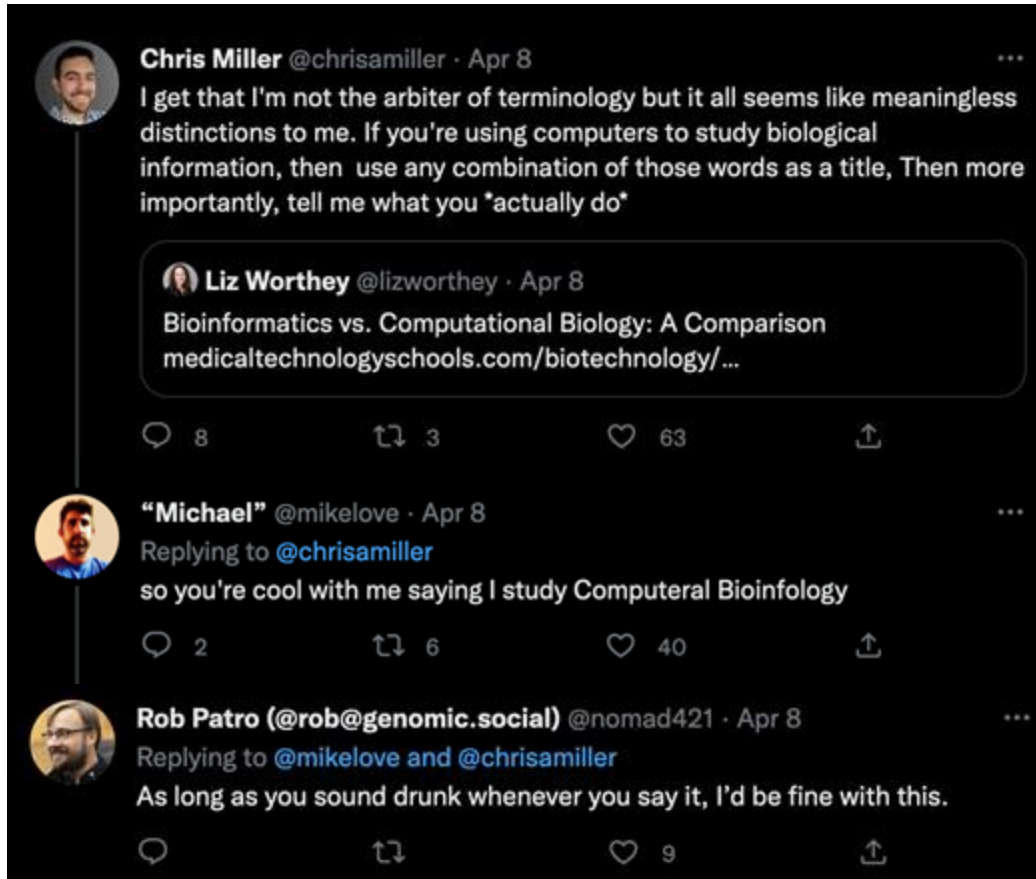 Chris Miller @chrisamiller · Apr 8
I get that I'm not the arbiter of terminology but it all seems like meaningless
distinctions to me. If you're using computers to study biological
information, then  use any combination of those words as a title, Then more
importantly, tell me what you *actually do*
Liz Worthey @lizworthey · Apr 8
Bioinformatics vs. Computational Biology: A Comparison
medicaltechnologyschools.com/biotechnology/...
8 3 63
“Michael” @mikelove · Apr 8
Replying to @chrisamiller
so you're cool with me saying I study Computeral Bioinfology
2 6 40
Rob Patro (@rob@genomic.social) @nomad421 · Apr 8
Replying to @mikelove and @chrisamiller
As long as you sound drunk whenever you say it, I’d be fine with this.
9